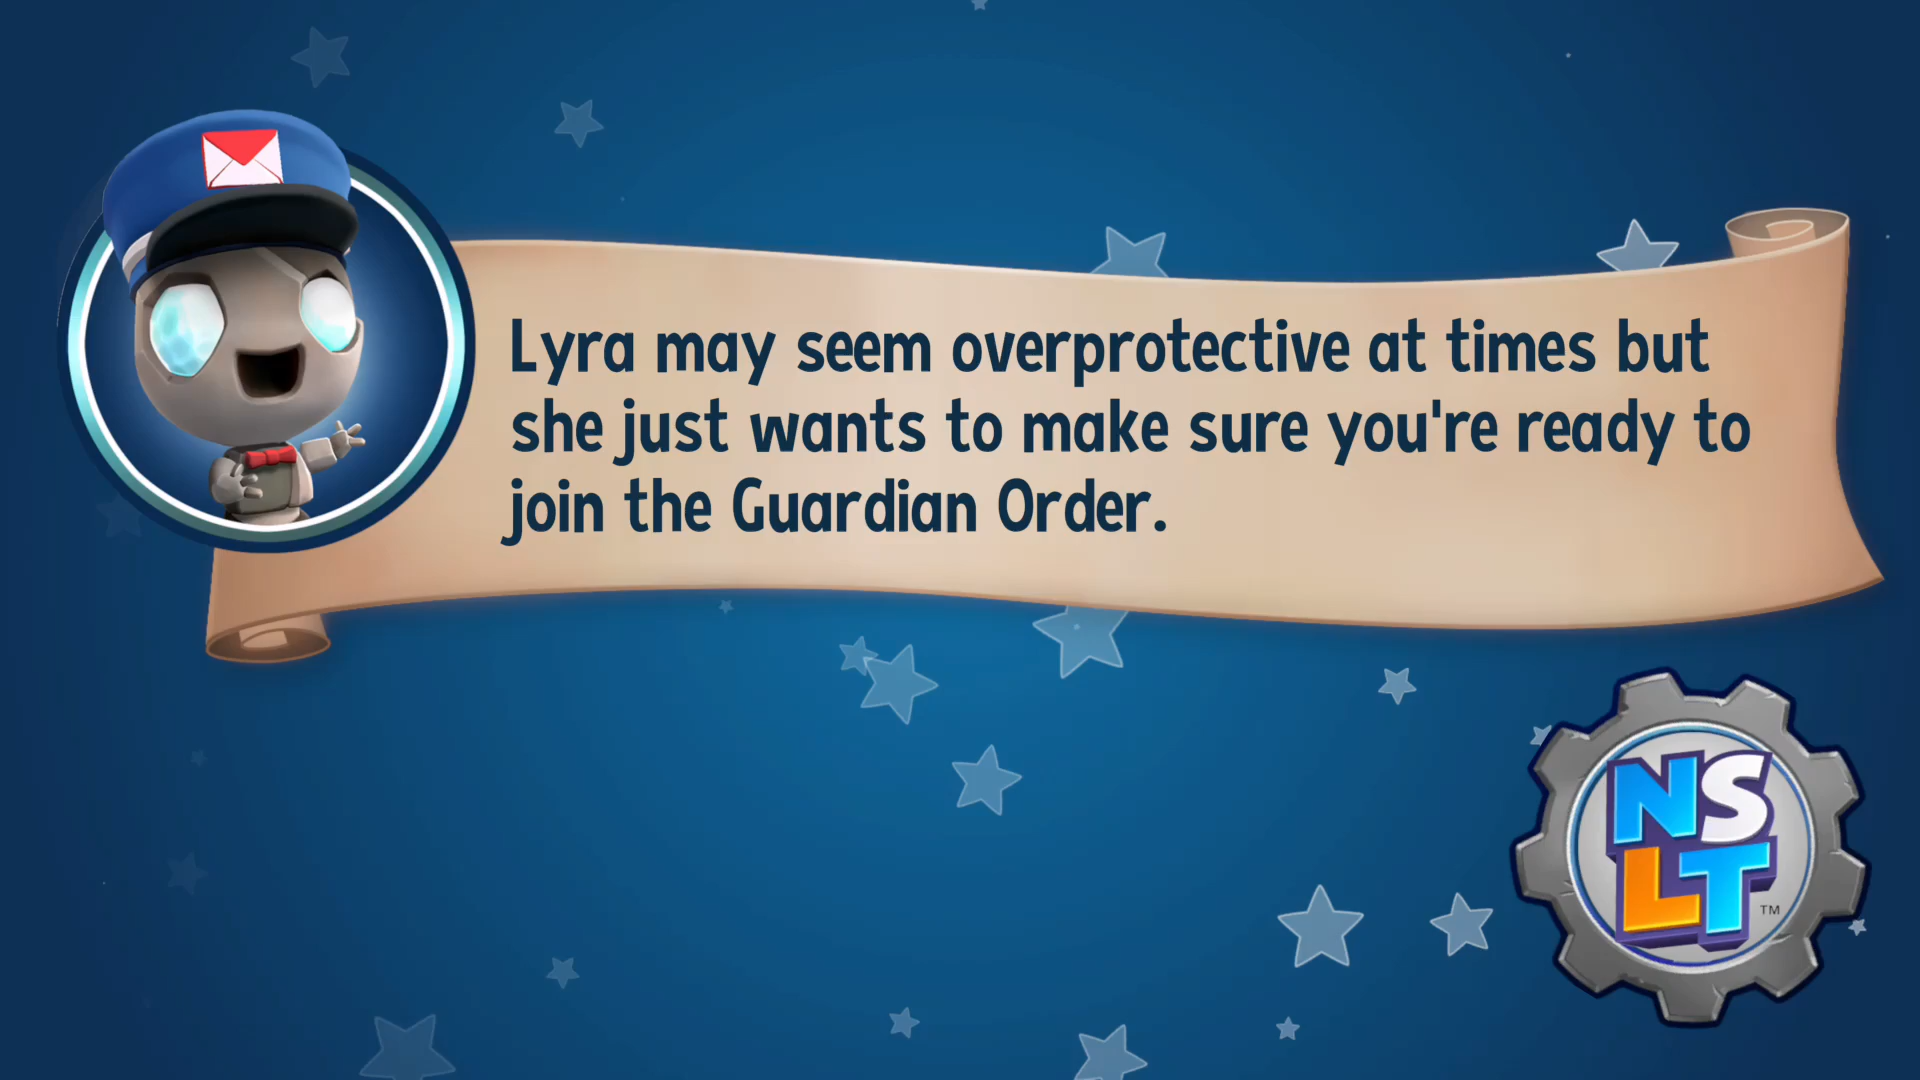 Lyra may seem overprotective at times but
she just wants to make sure you're ready to
join the Guardian Order.
NS
LT
TM